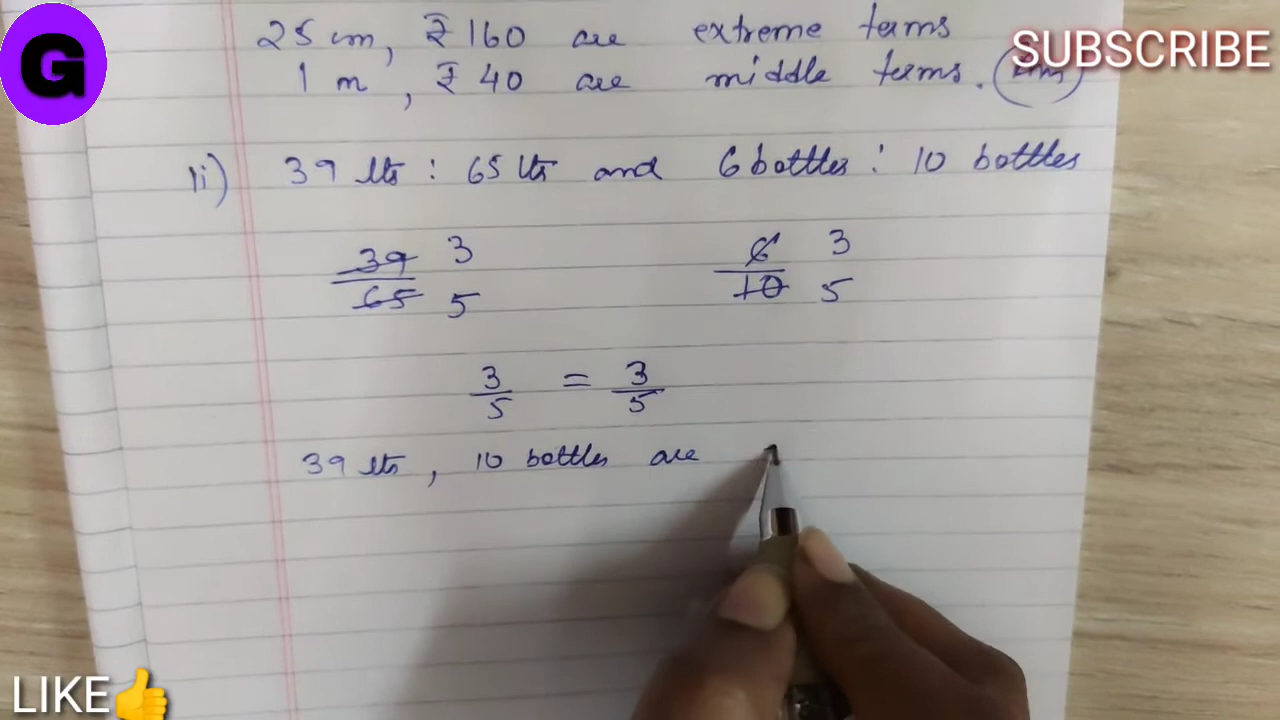 G
25 cm, ₹ 160 are extreme terms
SUBSCRIBE
1 m, ₹ 40 are middle terms.
ii) 39 lts : 65 lts and 6 bottles : 10 bottles
39 3 6 3
65 5 10 5
3 = 3
5 5
39 lts, 10 bottles are
LIKE👍